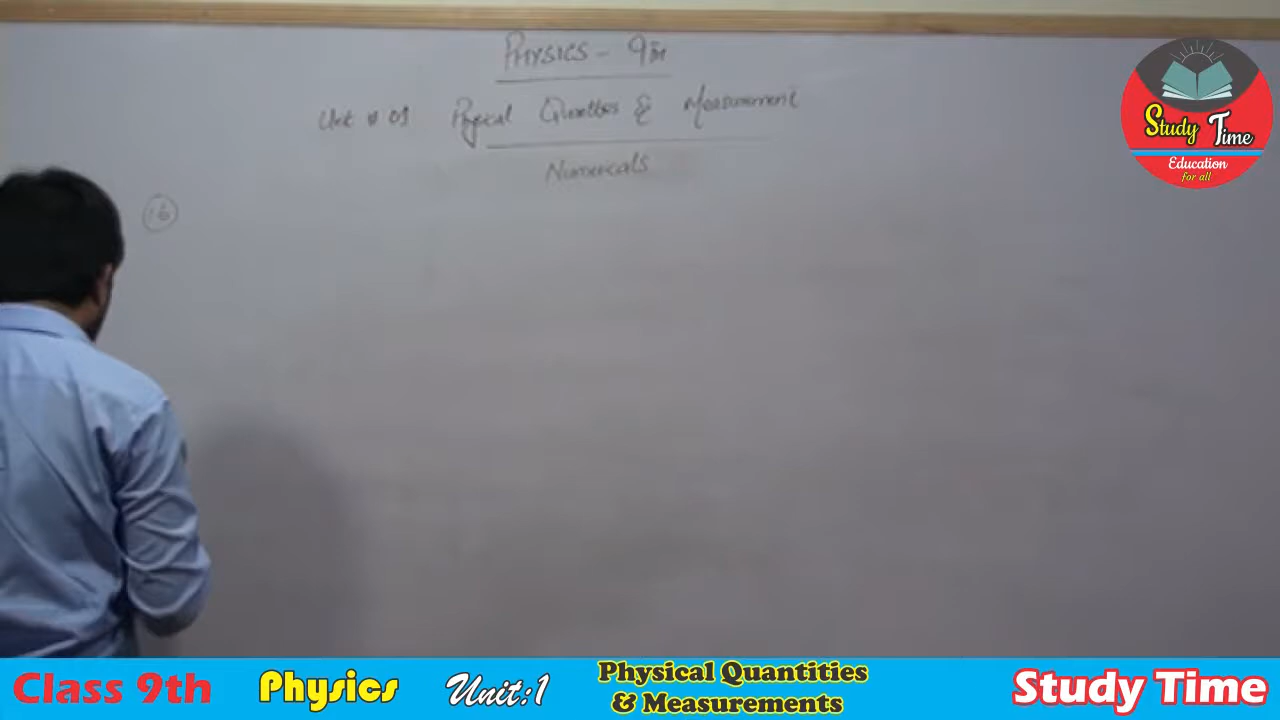 PHYSICS - 9th
Unit # 01 Physical Quantities & Measurement
Numericals
Study Time
Education
for all
Class 9th Physics Unit:1 Physical Quantities & Measurements Study Time